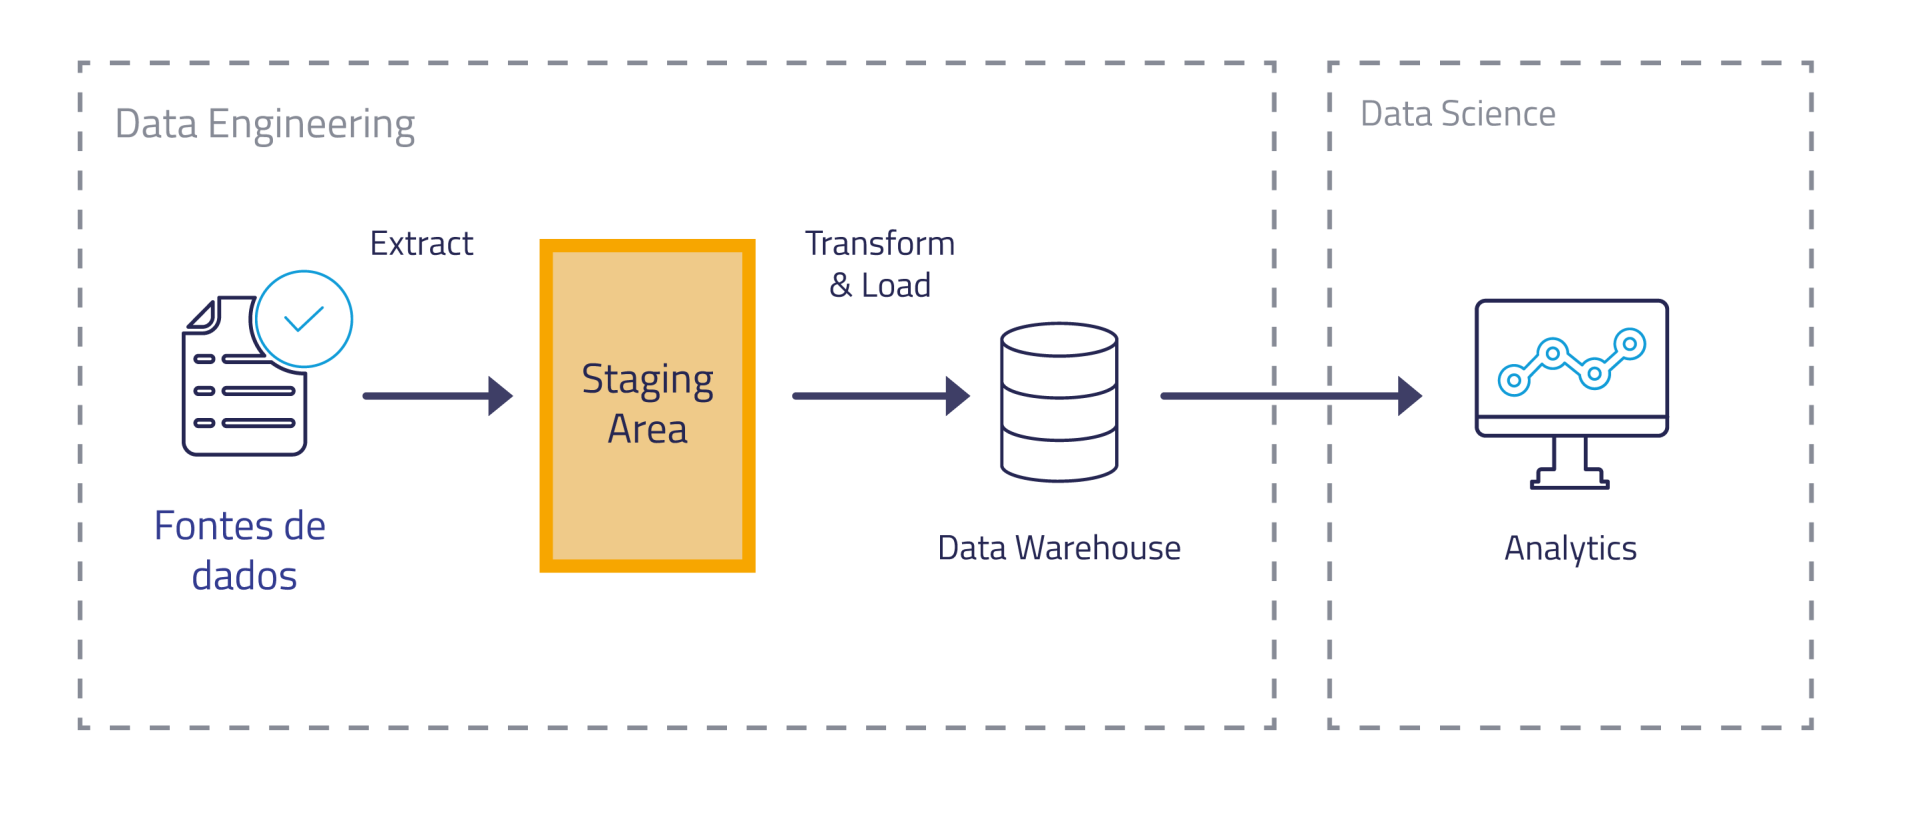 Data Engineering
Data Science
Extract
Transform
& Load
Staging
Area
Fontes de
dados
Data Warehouse
Analytics